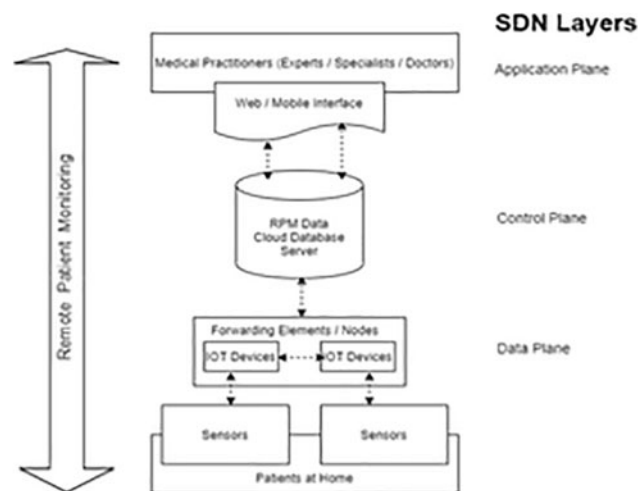 SDN Layers
Medical Practitioners (Experts / Specialists / Doctors)
Application Plane
Web / Mobile Interface
RPM Data
Cloud Database
Server
Control Plane
Remote Patient Monitoring
Forwarding Elements / Nodes
IOT Devices
IOT Devices
Data Plane
Sensors
Sensors
Patients at Home